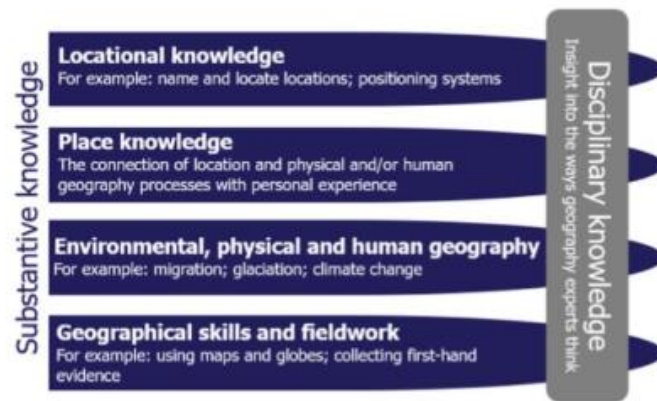 Substantive knowledge
Locational knowledge
For example: name and locate locations; positioning systems
Place knowledge
The connection of location and physical and/or human
geography processes with personal experience
Environmental, physical and human geography
For example: migration; glaciation; climate change
Geographical skills and fieldwork
For example: using maps and globes; collecting first-hand
evidence
Disciplinary knowledge
Insight into the ways geography experts think